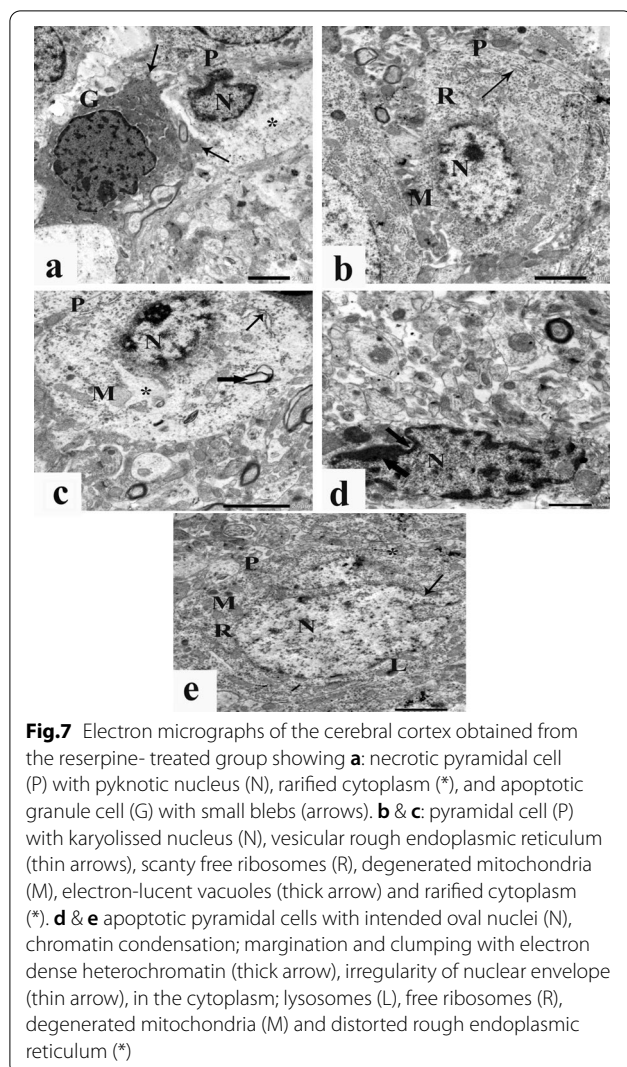 P
G
N
*
a
P
R
N
M
b
P
N
M
*
c
N
d
*
P
M
R
N
L
e
Fig.7 Electron micrographs of the cerebral cortex obtained from
the reserpine- treated group showing a: necrotic pyramidal cell
(P) with pyknotic nucleus (N), rarified cytoplasm (*), and apoptotic
granule cell (G) with small blebs (arrows). b & c: pyramidal cell (P)
with karyolissed nucleus (N), vesicular rough endoplasmic reticulum
(thin arrows), scanty free ribosomes (R), degenerated mitochondria
(M), electron-lucent vacuoles (thick arrow) and rarified cytoplasm
(*). d & e apoptotic pyramidal cells with intended oval nuclei (N),
chromatin condensation; margination and clumping with electron
dense heterochromatin (thick arrow), irregularity of nuclear envelope
(thin arrow), in the cytoplasm; lysosomes (L), free ribosomes (R),
degenerated mitochondria (M) and distorted rough endoplasmic
reticulum (*)